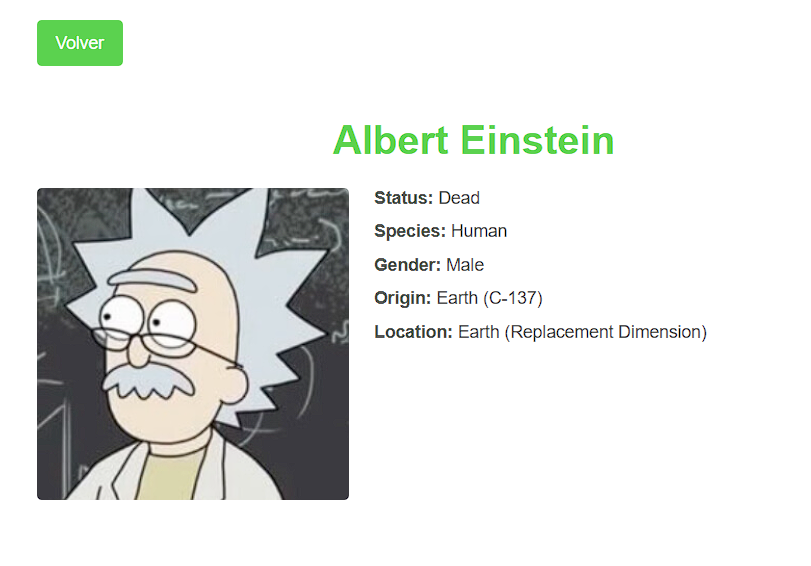 Volver
Albert Einstein
Status: Dead
Species: Human
Gender: Male
Origin: Earth (C-137)
Location: Earth (Replacement Dimension)